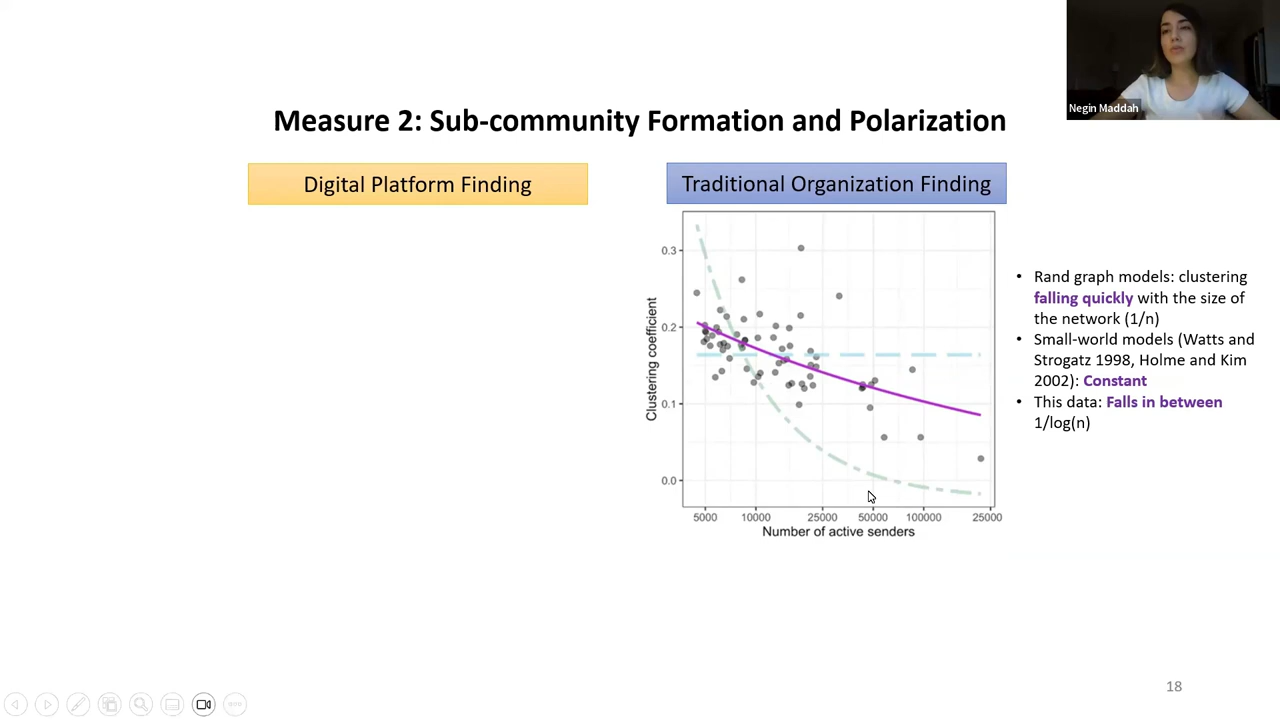 Negin Maddah
Measure 2: Sub-community Formation and Polarization
Digital Platform Finding
Traditional Organization Finding
Clustering coefficient
0.3
0.2
0.1
0.0
5000 10000 25000 50000 100000 25000
Number of active senders
• Rand graph models: clustering
falling quickly with the size of
the network (1/n)
• Small-world models (Watts and
Strogatz 1998, Holme and Kim
2002): Constant
• This data: Falls in between
1/log(n)
18